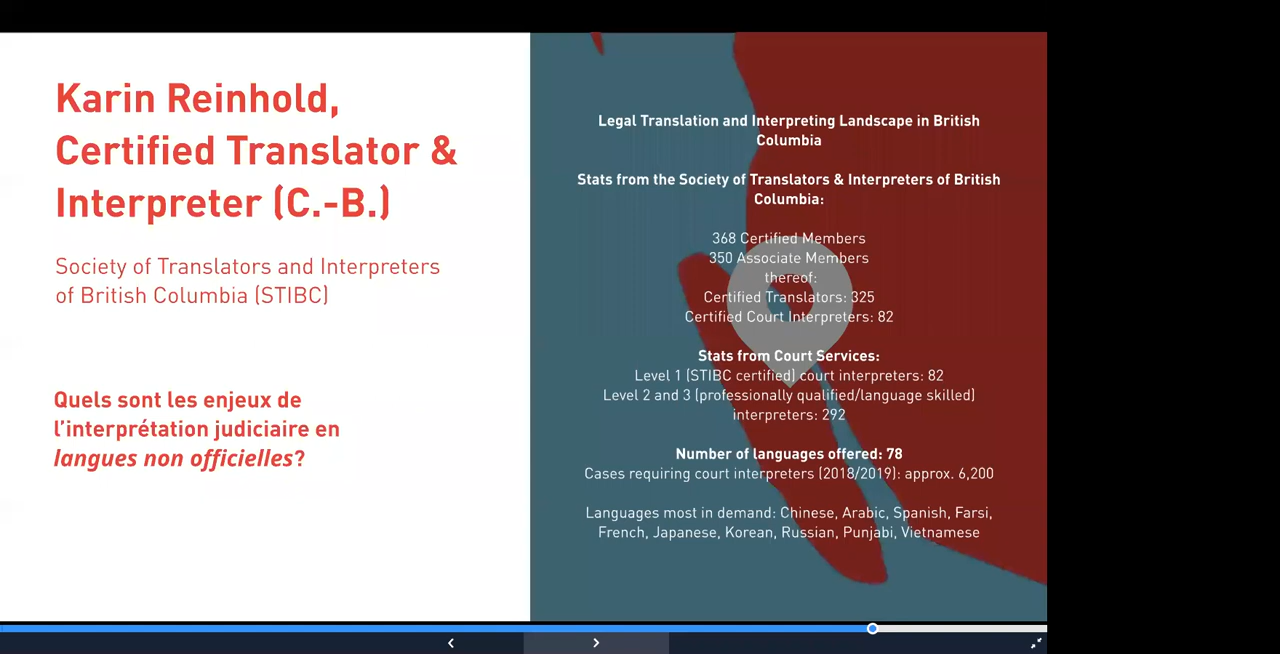 Karin Reinhold,
Certified Translator &
Interpreter (C.-B.)
Society of Translators and Interpreters
of British Columbia (STIBC)
Quels sont les enjeux de
l'interprétation judiciaire en
langues non officielles?
Legal Translation and Interpreting Landscape in British
Columbia
Stats from the Society of Translators & Interpreters of British
Columbia:
368 Certified Members
350 Associate Members
thereof:
Certified Translators: 325
Certified Court Interpreters: 82
Stats from Court Services:
Level 1 (STIBC certified) court interpreters: 82
Level 2 and 3 (professionally qualified/language skilled)
interpreters: 292
Number of languages offered: 78
Cases requiring court interpreters (2018/2019): approx. 6,200
Languages most in demand: Chinese, Arabic, Spanish, Farsi,
French, Japanese, Korean, Russian, Punjabi, Vietnamese